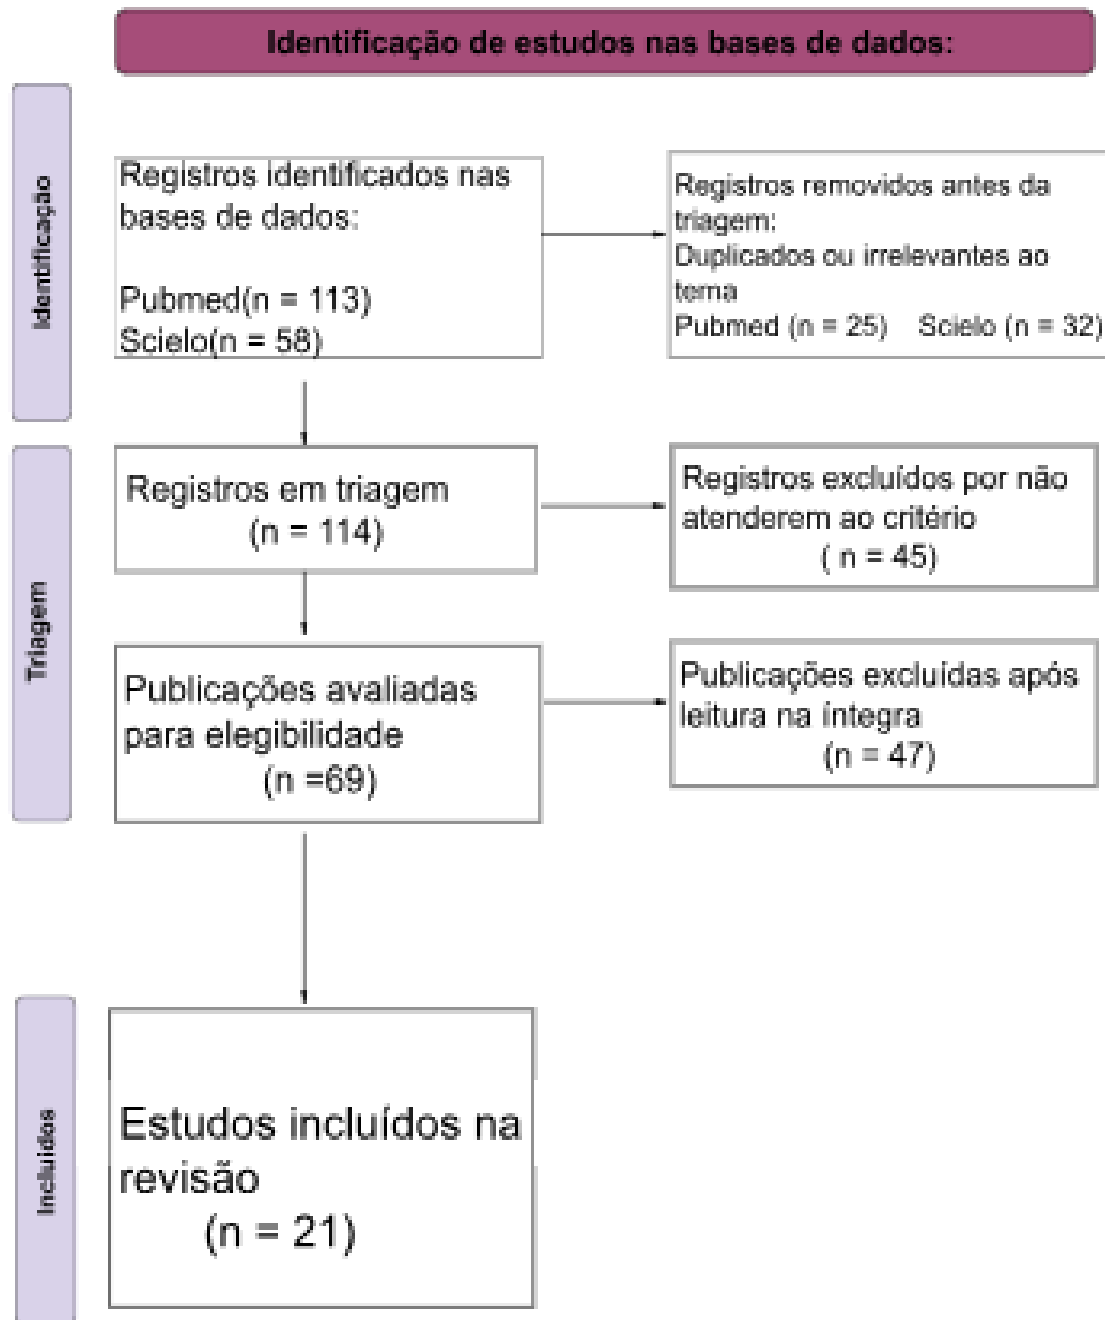 Identificação de estudos nas bases de dados:
Identificação
Registros identificados nas
bases de dados:
Pubmed(n = 113)
Scielo(n = 58)
Registros removidos antes da
triagem:
Duplicados ou irrelevantes ao
tema
Pubmed (n = 25) Scielo (n = 32)
Triagem
Registros em triagem
(n = 114)
Registros excluídos por não
atenderem ao critério
( n = 45)
Publicações avaliadas
para elegibilidade
(n =69)
Publicações excluídas após
leitura na íntegra
(n = 47)
Incluídos
Estudos incluídos na
revisão
(n = 21)